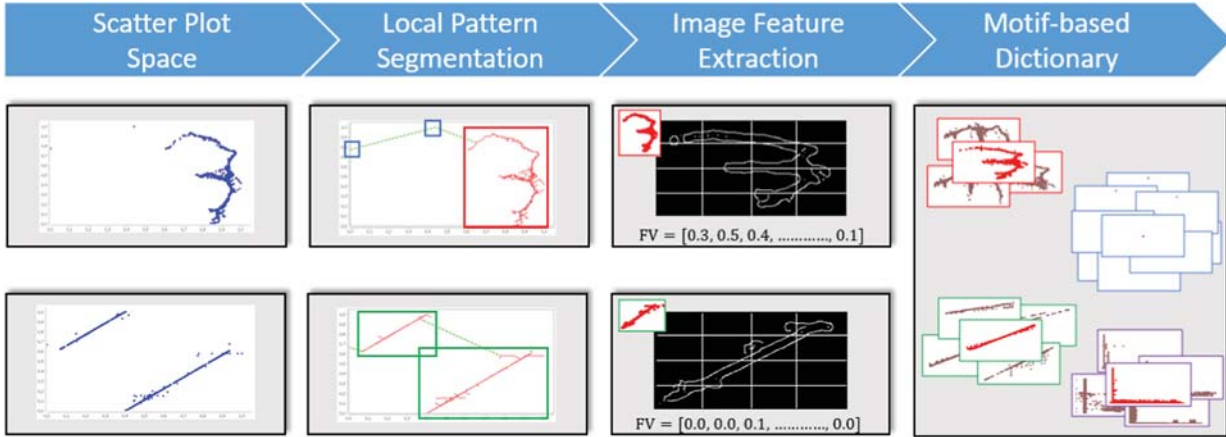 Scatter Plot
Space
Local Pattern
Segmentation
Image Feature
Extraction
Motif-based
Dictionary
FV = [0.3, 0.5, 0.4, …………, 0.1]
FV = [0.0, 0.0, 0.1, …………, 0.0]